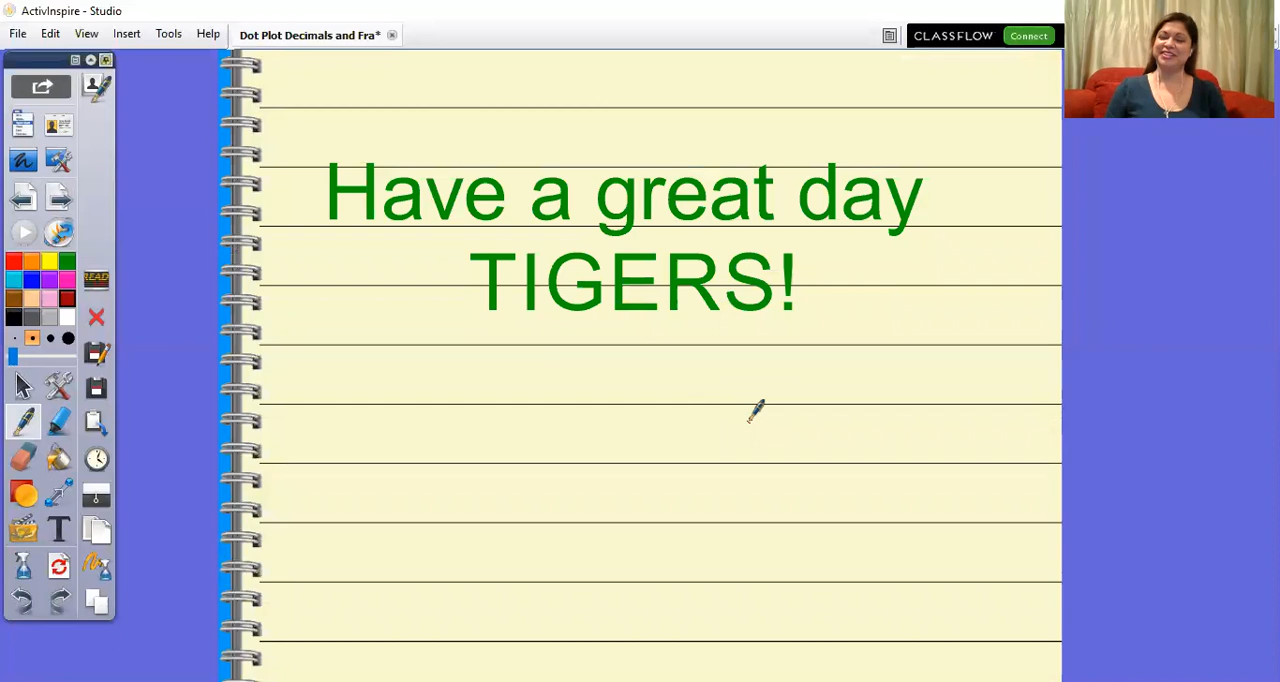 ActivInspire - Studio
File Edit View Insert Tools Help
Dot Plot Decimals and Fra*
CLASSFLOW Connect
READ
Have a great day
TIGERS!